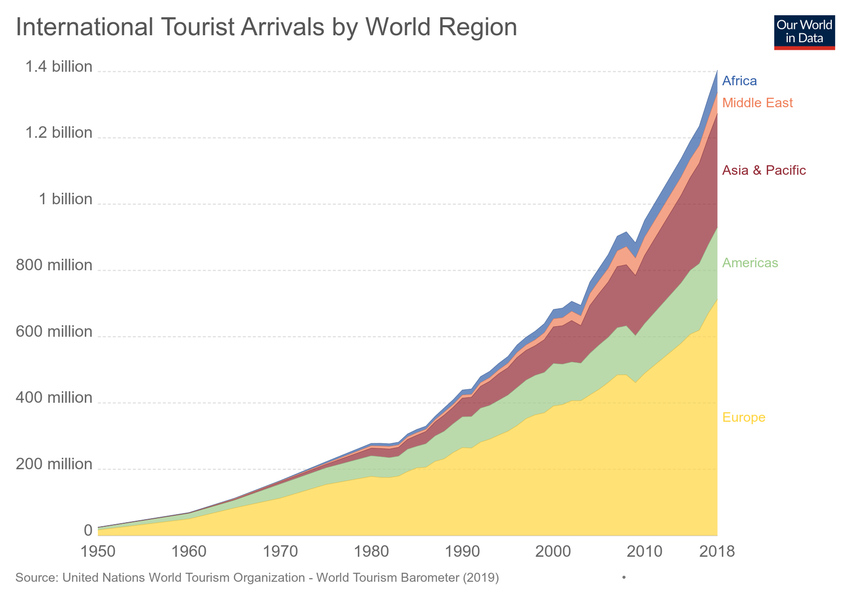 International Tourist Arrivals by World Region
Our World
in Data
1.4 billion
1.2 billion
1 billion
800 million
600 million
400 million
200 million
0
Africa
Middle East
Asia & Pacific
Americas
Europe
1950
1960
1970
1980
1990
2000
2010
2018
Source: United Nations World Tourism Organization - World Tourism Barometer (2019)